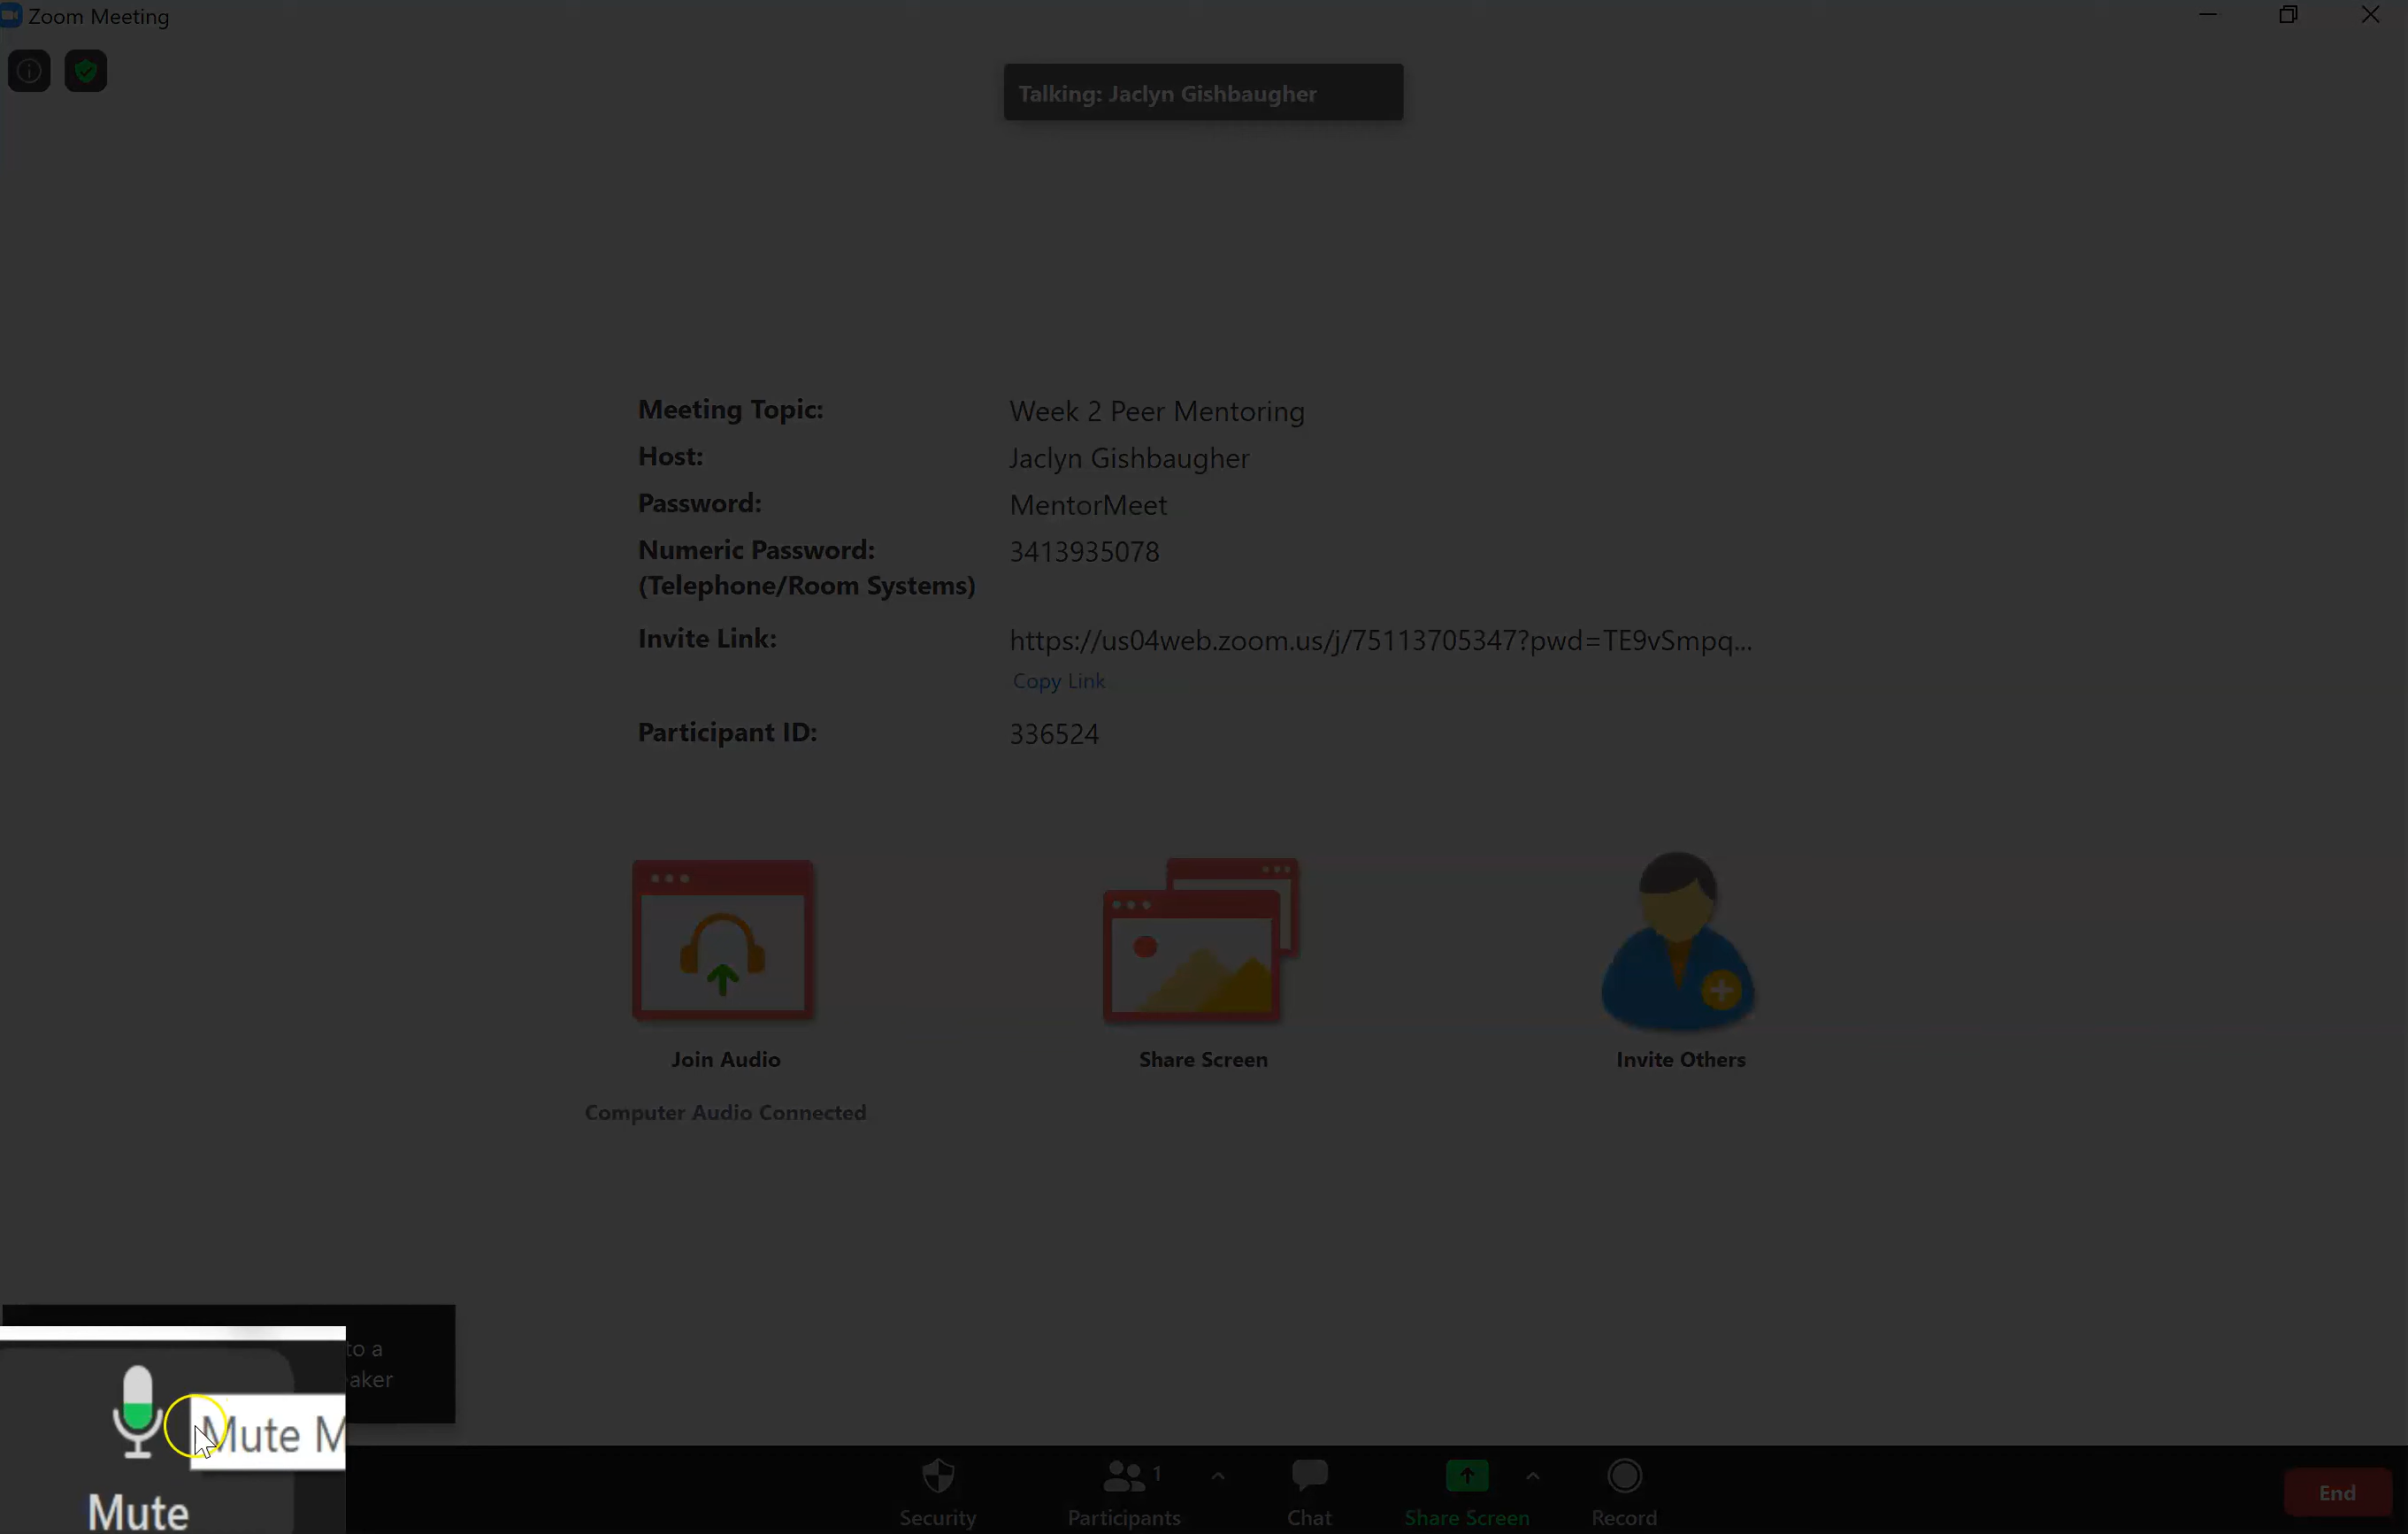 Zoom Meeting
Talking: Jaclyn Gishbaugher
Meeting Topic: Week 2 Peer Mentoring
Host: Jaclyn Gishbaugher
Password: MentorMeet
Numeric Password: 3413935078
(Telephone/Room Systems)
Invite Link: https://us04web.zoom.us/j/75113705347?pwd=TE9vSmpq...
Copy Link
Participant ID: 336524
Join Audio Share Screen Invite Others
Computer Audio Connected
to a
aker
Mute M
Mute
1
Security Participants Chat Share Screen Record End